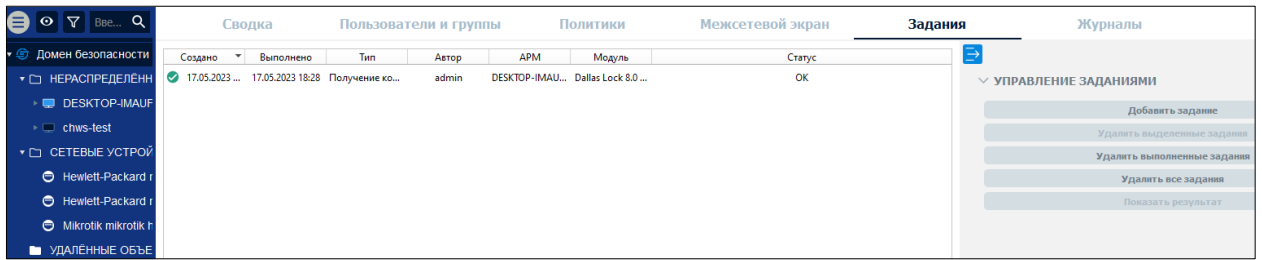 Вве...
Сводка Пользователи и группы Политики Межсетевой экран Задания Журналы
Домен безопасности
НЕРАСПРЕДЕЛЁНН
DESKTOP-IMAUF
chws-test
СЕТЕВЫЕ УСТРОЙ
Hewlett-Packard r
Hewlett-Packard r
Mikrotik mikrotik h
УДАЛЁННЫЕ ОБЪЕ
Создано Выполнено Тип Автор АРМ Модуль Статус
17.05.2023 ... 17.05.2023 18:28 Получение ко... admin DESKTOP-IMAU... Dallas Lock 8.0 ... OK
УПРАВЛЕНИЕ ЗАДАНИЯМИ
Добавить задание
Удалить выделенные задания
Удалить выполненные задания
Удалить все задания
Показать результат